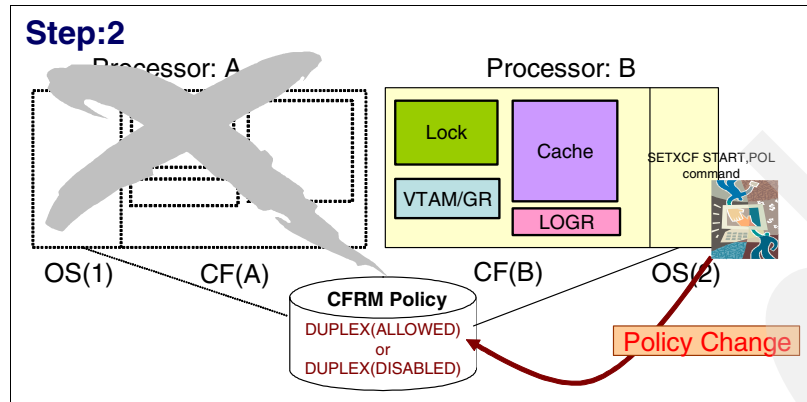 Step:2
Processor: A
Processor: B
Lock
Cache
VTAM/GR
LOGR
SETXCF START,POL
command
OS(1)
CF(A)
CF(B)
OS(2)
CFRM Policy
DUPLEX(ALLOWED)
or
DUPLEX(DISABLED)
Policy Change